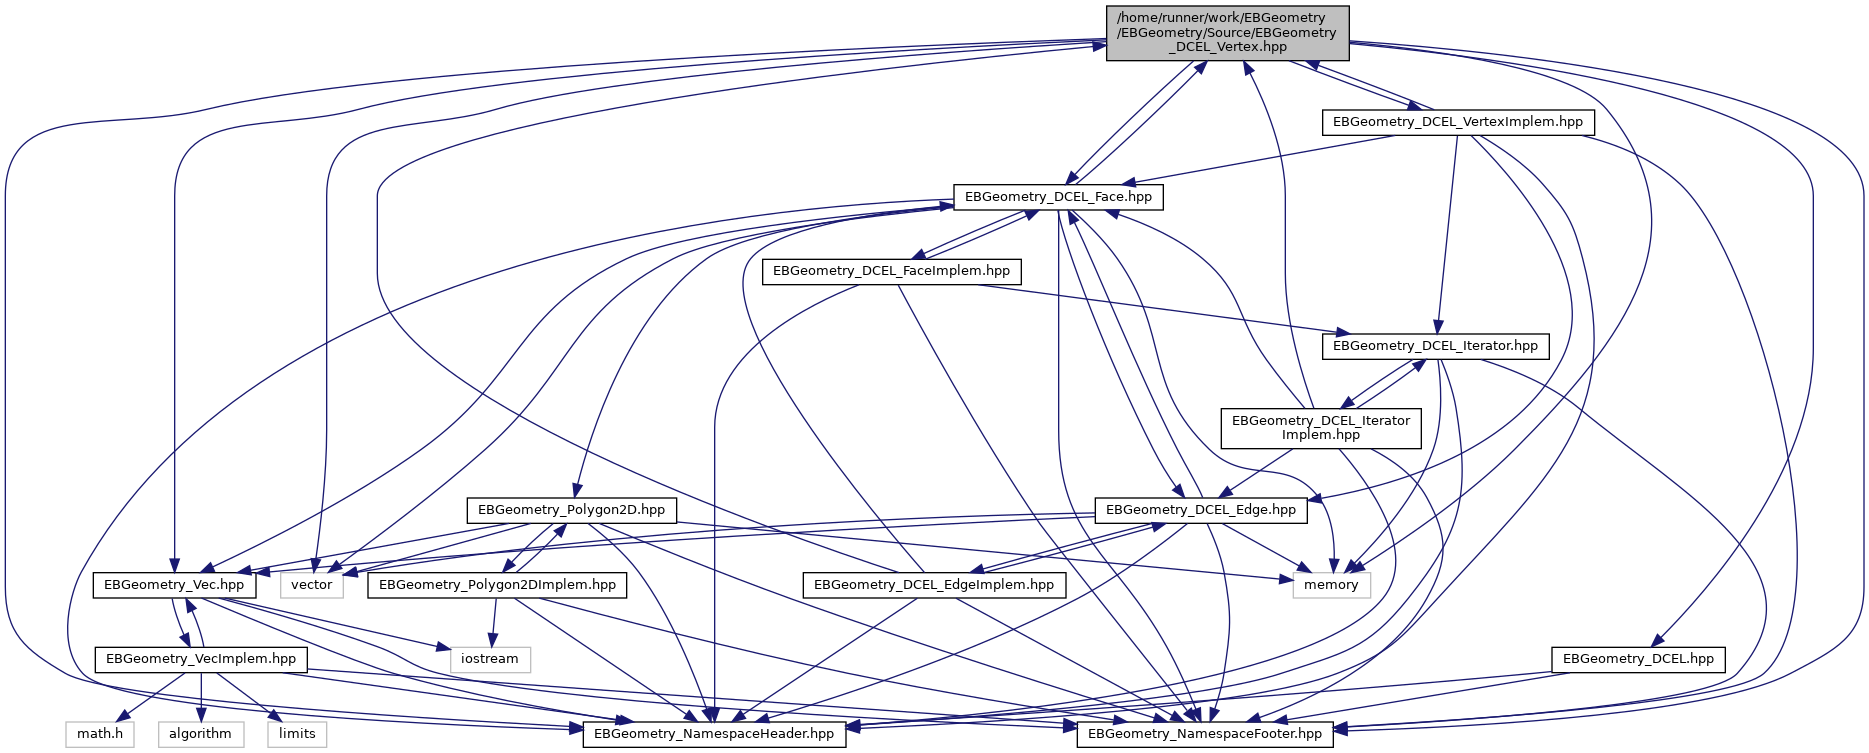 /home/runner/work/EBGeometry
/EBGeometry/Source/EBGeometry
_DCEL_Vertex.hpp
EBGeometry_DCEL_VertexImplem.hpp
EBGeometry_DCEL_Face.hpp
EBGeometry_DCEL_FaceImplem.hpp
EBGeometry_DCEL_Iterator.hpp
EBGeometry_DCEL_Iterator
Implem.hpp
EBGeometry_Polygon2D.hpp
EBGeometry_DCEL_Edge.hpp
EBGeometry_Vec.hpp
vector
EBGeometry_Polygon2DImplem.hpp
EBGeometry_DCEL_EdgeImplem.hpp
memory
EBGeometry_VecImplem.hpp
iostream
EBGeometry_DCEL.hpp
math.h
algorithm
limits
EBGeometry_NamespaceHeader.hpp
EBGeometry_NamespaceFooter.hpp